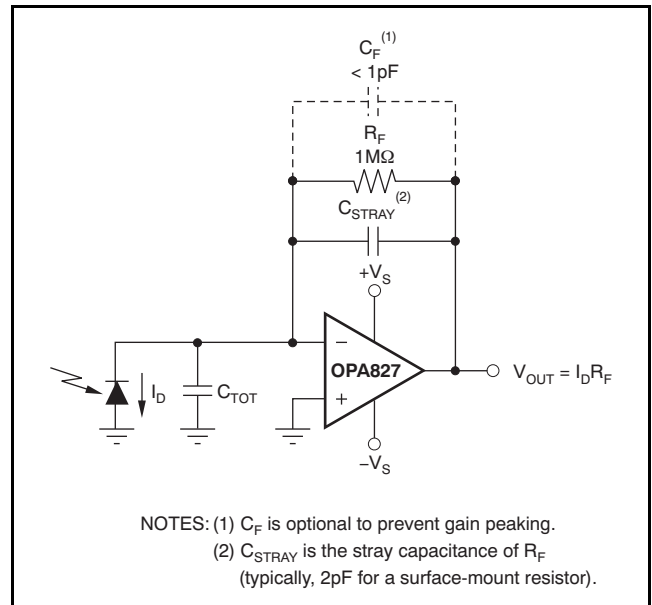 C_F^(1)
< 1pF
R_F
1MΩ
(2)
C_STRAY
+V_S
−
OPA827
+
V_OUT = I_D R_F
I_D
C_TOT
−V_S
NOTES: (1) C_F is optional to prevent gain peaking.
(2) C_STRAY is the stray capacitance of R_F
(typically, 2pF for a surface-mount resistor).